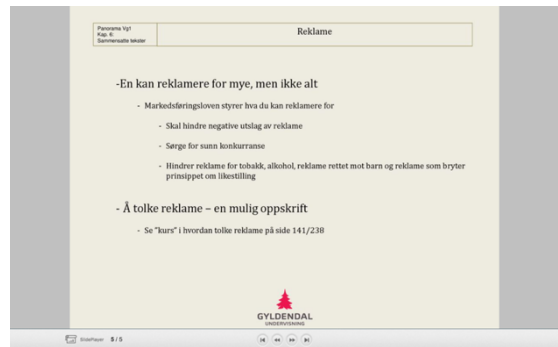 Panorama Vg1
Kap. 6:
Sammensatte tekster
Reklame
-En kan reklamere for mye, men ikke alt
- Markedsføringsloven styrer hva du kan reklamere for
- Skal hindre negative utslag av reklame
- Sørge for sunn konkurranse
- Hindrer reklame for tobakk, alkohol, reklame rettet mot barn og reklame som bryter
prinsippet om likestilling
- Å tolke reklame – en mulig oppskrift
- Se "kurs" i hvordan tolke reklame på side 141/238
GYLDENDAL
UNDERVISNING
SlidePaper 5 / 5